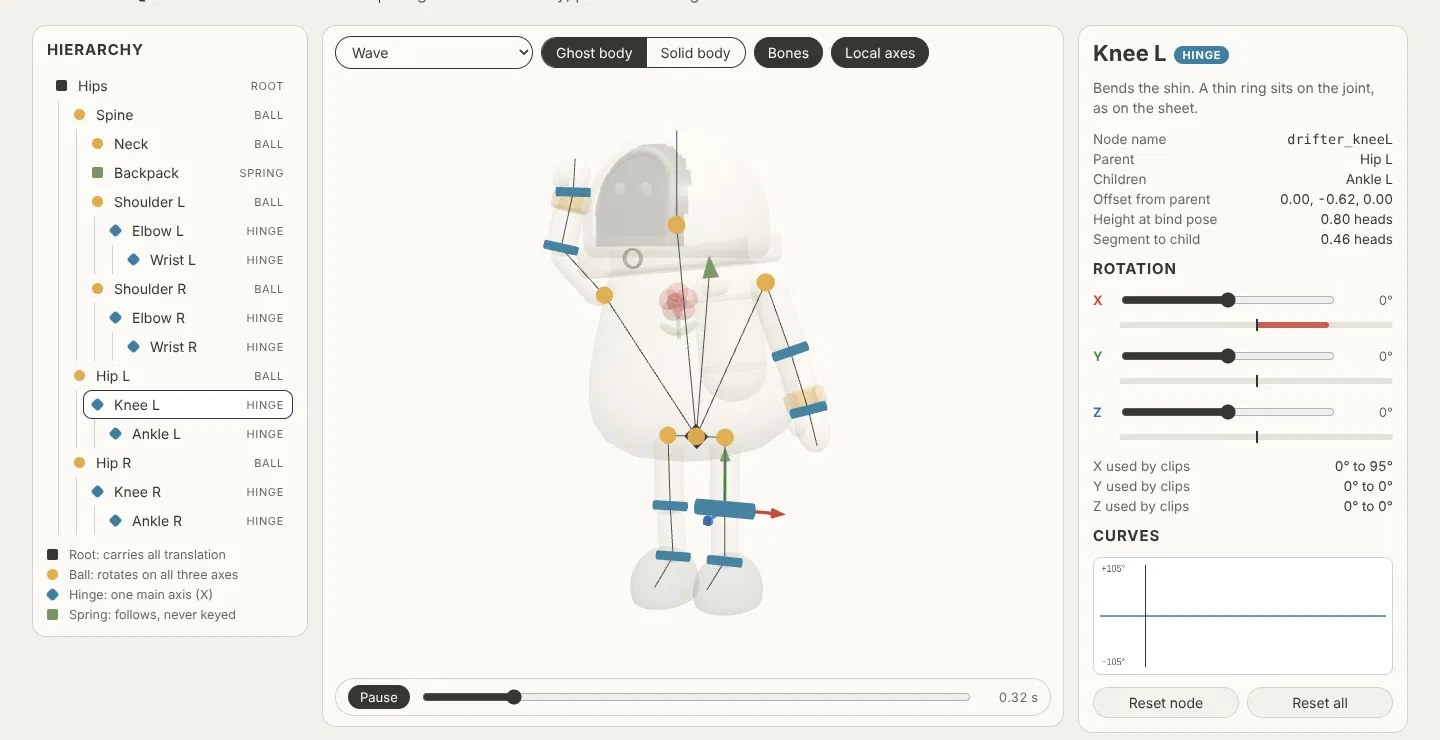 HIERARCHY
Hips ROOT
Spine BALL
Neck BALL
Backpack SPRING
Shoulder L BALL
Elbow L HINGE
Wrist L HINGE
Shoulder R BALL
Elbow R HINGE
Wrist R HINGE
Hip L BALL
Knee L HINGE
Ankle L HINGE
Hip R BALL
Knee R HINGE
Ankle R HINGE
Root: carries all translation
Ball: rotates on all three axes
Hinge: one main axis (X)
Spring: follows, never keyed
Wave Ghost body Solid body Bones Local axes
Pause 0.32 s
Knee L HINGE
Bends the shin. A thin ring sits on the joint,
as on the sheet.
Node name drifter_kneeL
Parent Hip L
Children Ankle L
Offset from parent 0.00, -0.62, 0.00
Height at bind pose 0.80 heads
Segment to child 0.46 heads
ROTATION
X 0°
Y 0°
Z 0°
X used by clips 0° to 95°
Y used by clips 0° to 0°
Z used by clips 0° to 0°
CURVES
+105°
−105°
Reset node Reset all